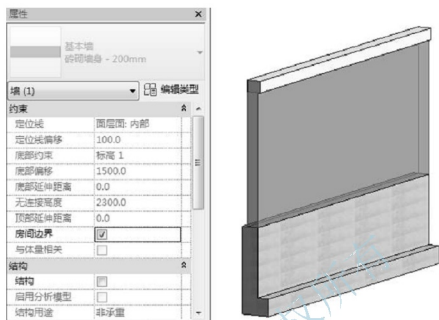 属性
基本墙
砖砌墙身 - 200mm
墙 (1)
编辑类型
约束
定位线 面层面: 内部
定位线偏移 100.0
底部约束 标高 1
底部偏移 1500.0
底部延伸距离 0.0
无连接高度 2300.0
顶部延伸距离 0.0
房间边界
与体量相关
结构
结构
启用分析模型
结构用途 非承重